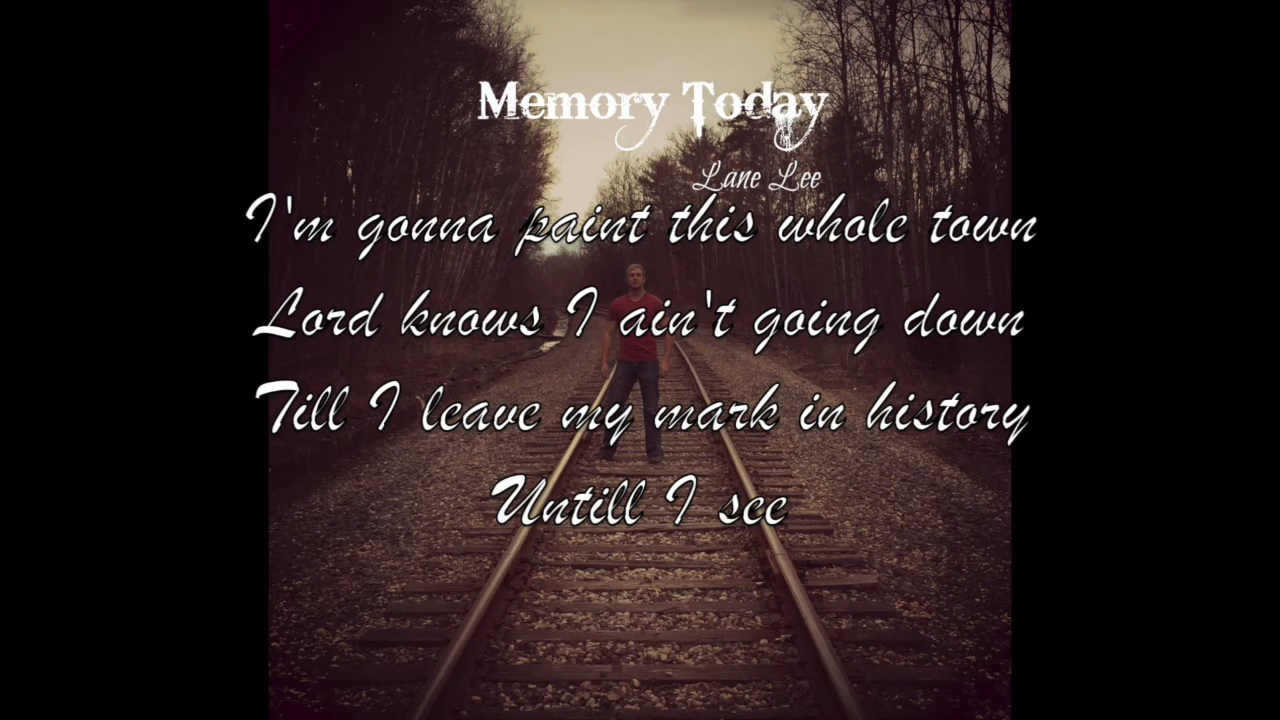 Memory Today
Lane Lee
I'm gonna paint this whole town
Lord knows I ain't going down
Till I leave my mark in history
Untill I see